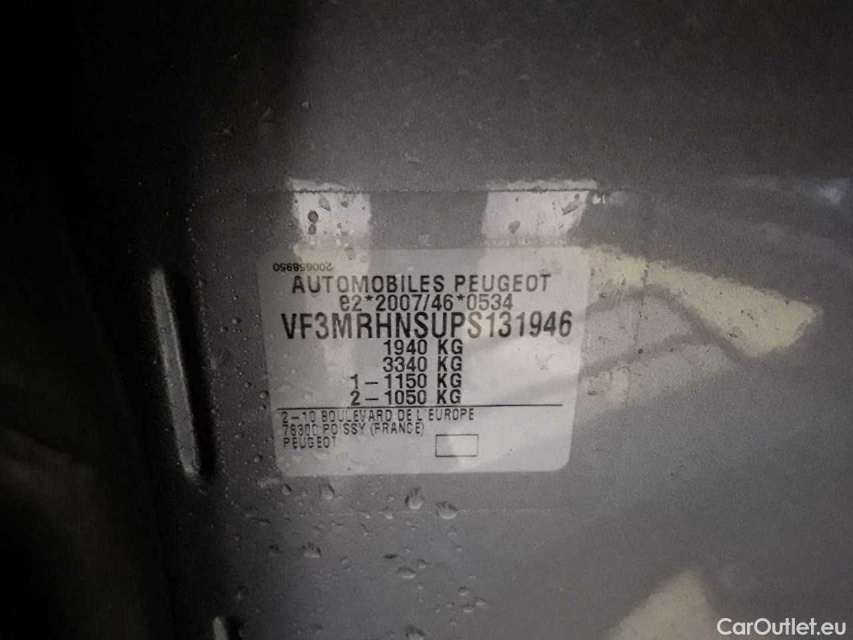 200658950
AUTOMOBILES PEUGEOT
e2*2007/46*0534
VF3MRHNSUPS131946
1940 KG
3340 KG
1-1150 KG
2-1050 KG
2-10 BOULEVARD DE L'EUROPE
78300 POISSY (FRANCE)
PEUGEOT
CarOutlet.eu